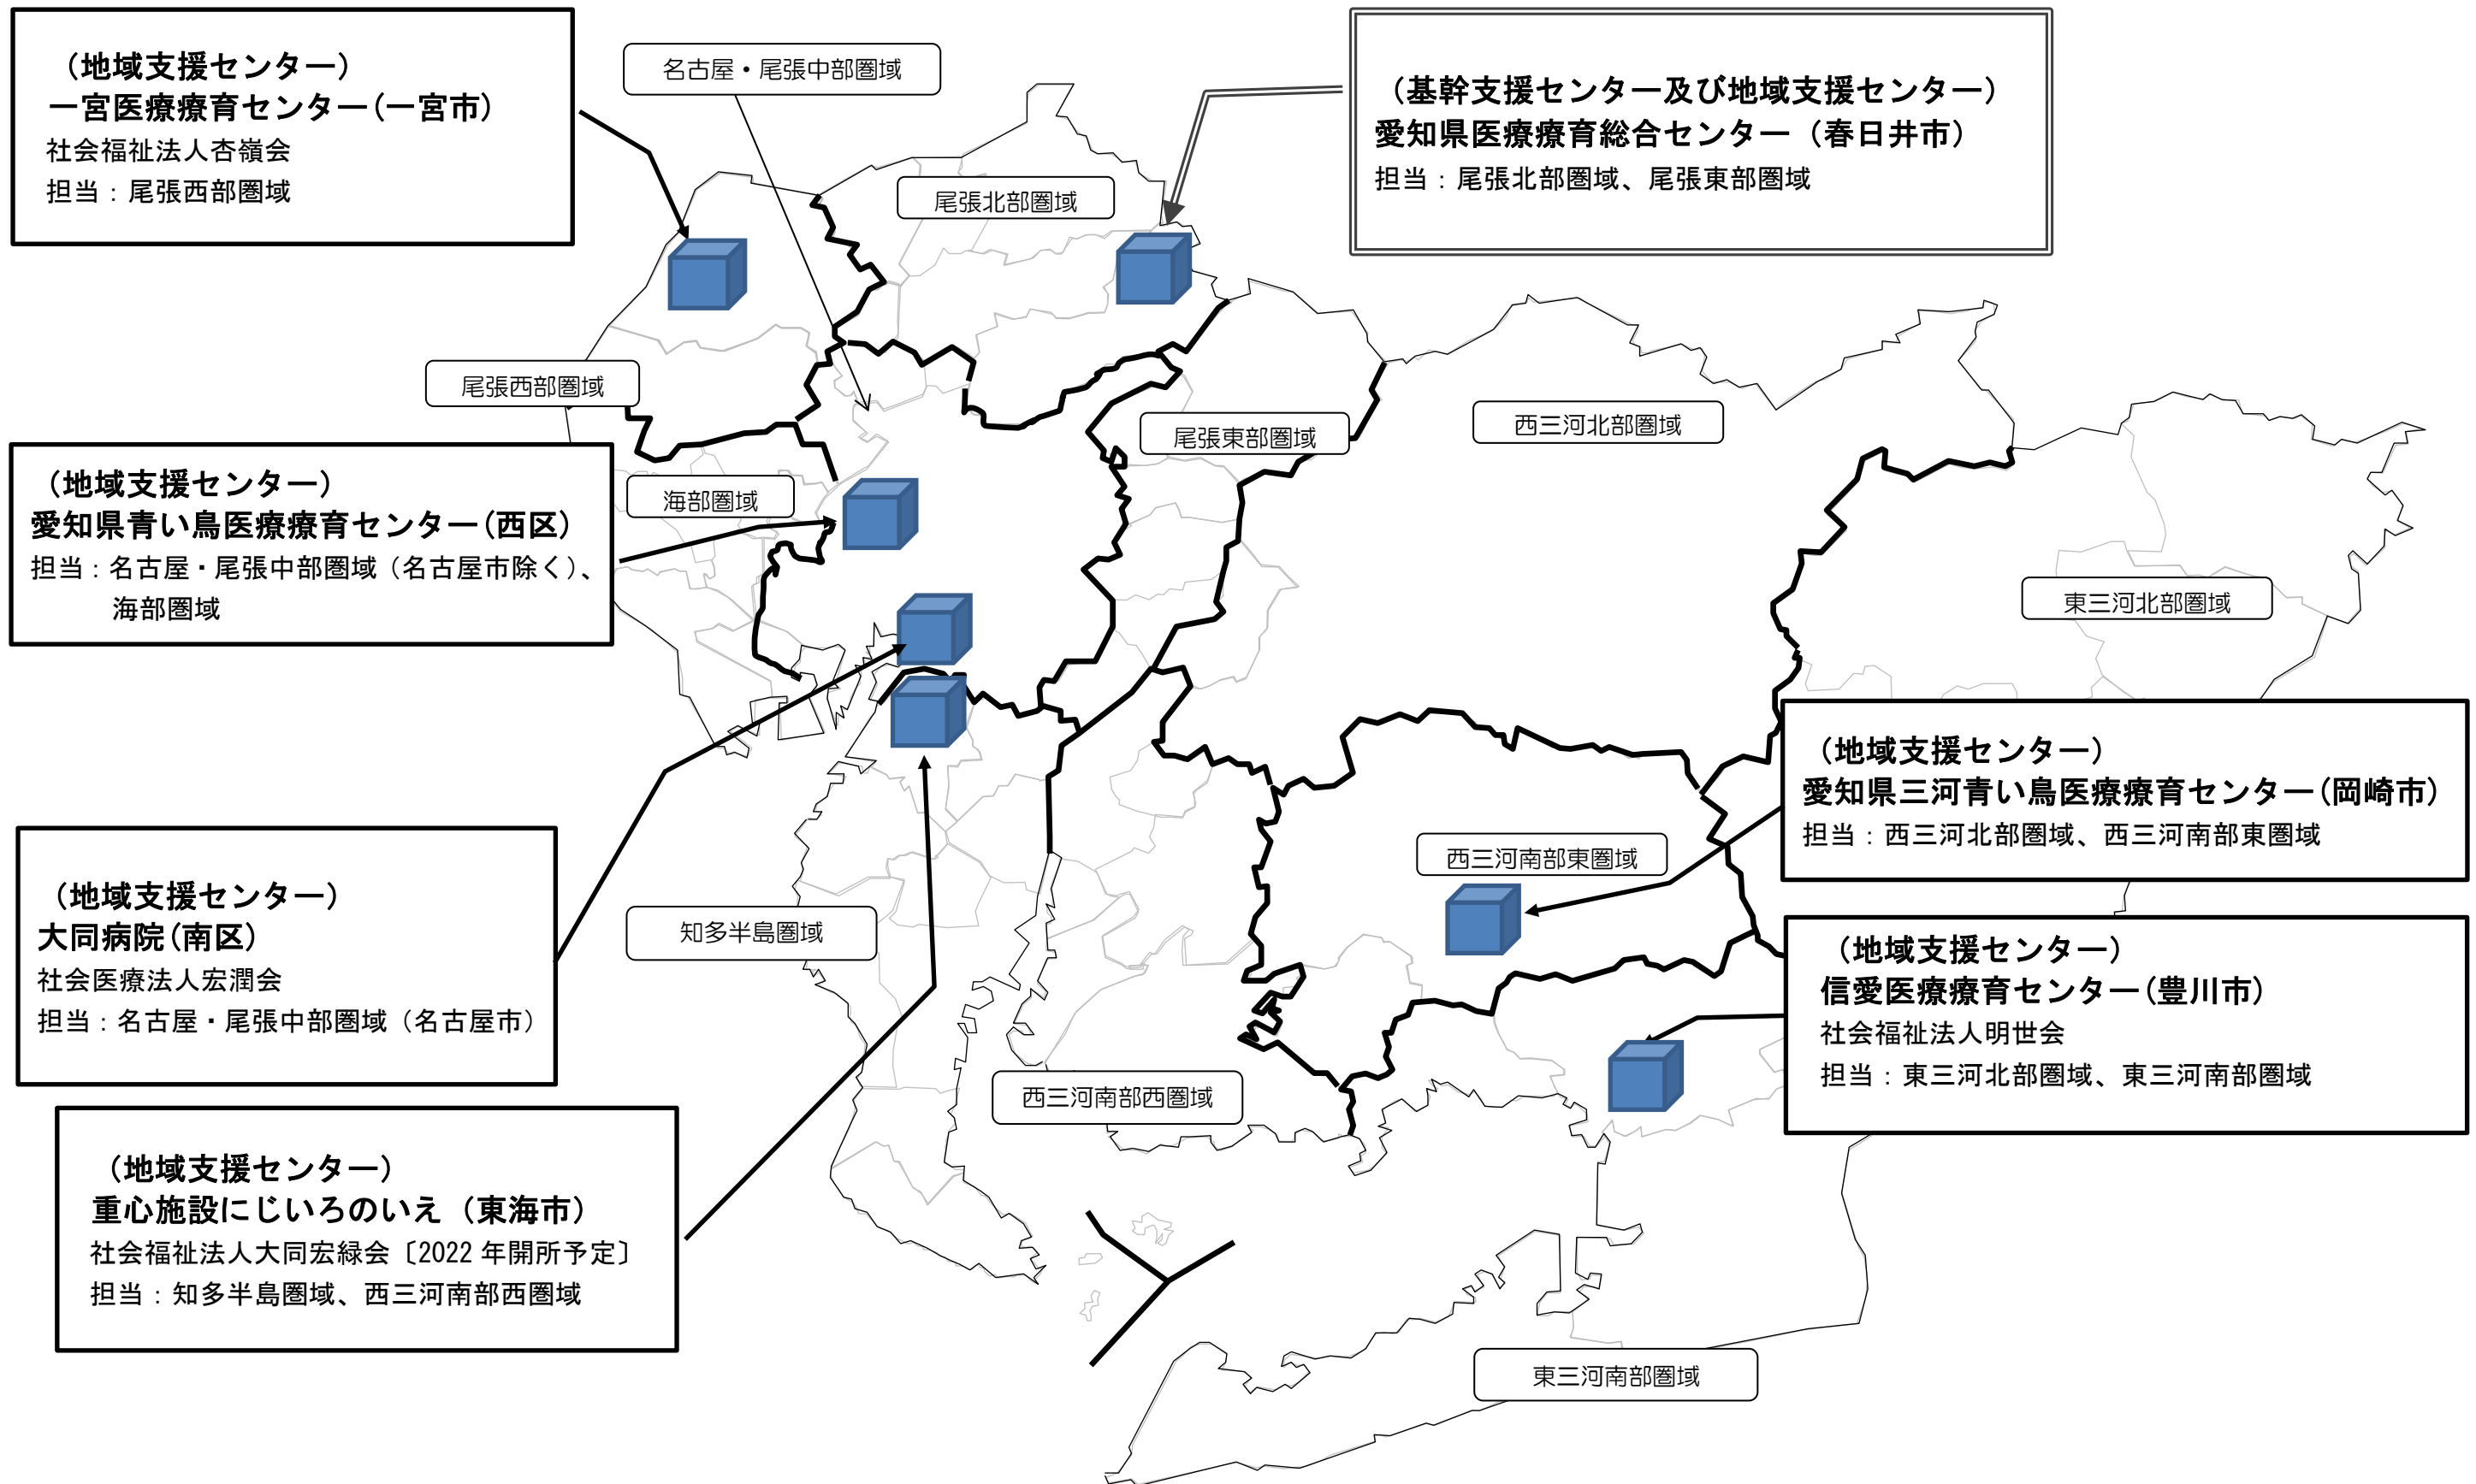 （地域支援センター）
一宮医療療育センター(一宮市)
社会福祉法人杏嶺会
担当：尾張西部圏域
名古屋・尾張中部圏域
（基幹支援センター及び地域支援センター）
愛知県医療療育総合センター（春日井市）
担当：尾張北部圏域、尾張東部圏域
尾張北部圏域
尾張西部圏域
尾張東部圏域
西三河北部圏域
（地域支援センター）
愛知県青い鳥医療療育センター(西区)
担当：名古屋・尾張中部圏域（名古屋市除く）、
海部圏域
海部圏域
東三河北部圏域
（地域支援センター）
愛知県三河青い鳥医療療育センター(岡崎市)
担当：西三河北部圏域、西三河南部東圏域
西三河南部東圏域
（地域支援センター）
大同病院(南区)
社会医療法人宏潤会
担当：名古屋・尾張中部圏域（名古屋市）
知多半島圏域
（地域支援センター）
信愛医療療育センター(豊川市)
社会福祉法人明世会
担当：東三河北部圏域、東三河南部圏域
西三河南部西圏域
（地域支援センター）
重心施設にじいろのいえ（東海市）
社会福祉法人大同宏緑会〔2022 年開所予定〕
担当：知多半島圏域、西三河南部西圏域
東三河南部圏域